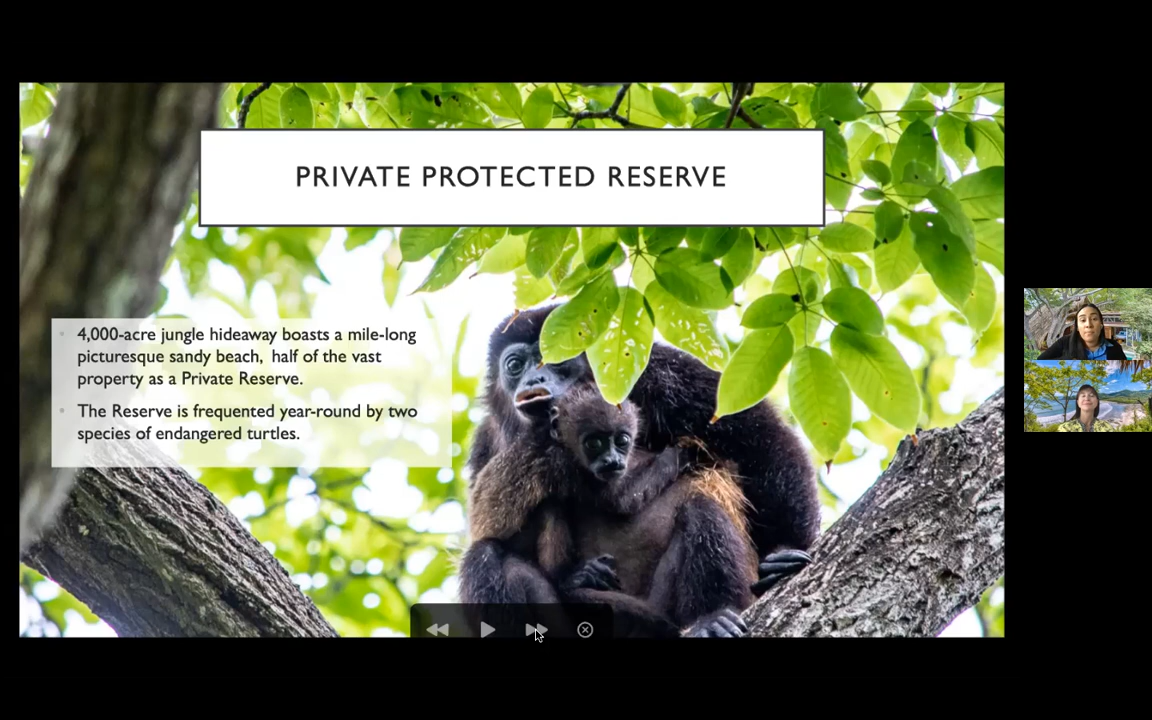 PRIVATE PROTECTED RESERVE
4,000-acre jungle hideaway boasts a mile-long
picturesque sandy beach, half of the vast
property as a Private Reserve.
The Reserve is frequented year-round by two
species of endangered turtles.